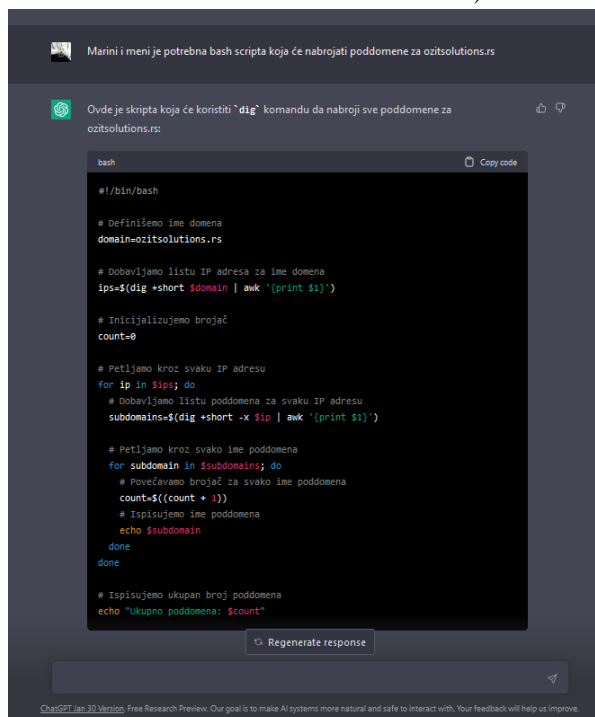 Marini i meni je potrebna bash scripta koja će nabrojati poddomene za ozitsolutions.rs
Ovde je skripta koja će koristiti `dig` komandu da nabroji sve poddomene za
ozitsolutions.rs:
bash
Copy code
#!/bin/bash
# Definišemo ime domena
domain=ozitsolutions.rs
# Dobavljamo listu IP adresa za ime domena
ips=$(dig +short $domain | awk '{print $1}')
# Inicijalizujemo brojač
count=0
# Petljamo kroz svaku IP adresu
for ip in $ips; do
# Dobavljamo listu poddomena za svaku IP adresu
subdomains=$(dig +short -x $ip | awk '{print $1}')
# Petljamo kroz svako ime poddomena
for subdomain in $subdomains; do
# Povećavamo brojač za svako ime poddomena
count=$((count + 1))
# Ispisujemo ime poddomena
echo $subdomain
done
done
# Ispisujemo ukupan broj poddomena
echo "Ukupno poddomena: $count"
Regenerate response
ChatGPT Jan 30 Version. Free Research Preview. Our goal is to make AI systems more natural and safe to interact with. Your feedback will help us improve.